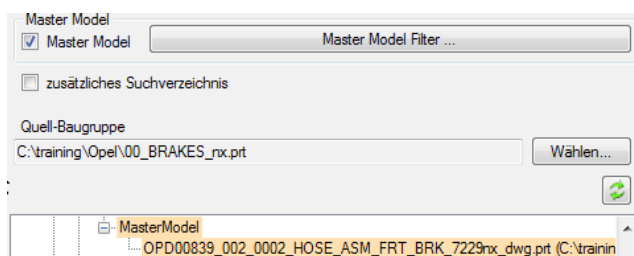 Master Model
Master Model
Master Model Filter ...
zusätzliches Suchverzeichnis
Quell-Baugruppe
C:\training\Opel\00_BRAKES_nx.prt
Wählen...
MasterModel
OPD00839_002_0002_HOSE_ASM_FRT_BRK_7229nx_dwg.prt (C:\trainin